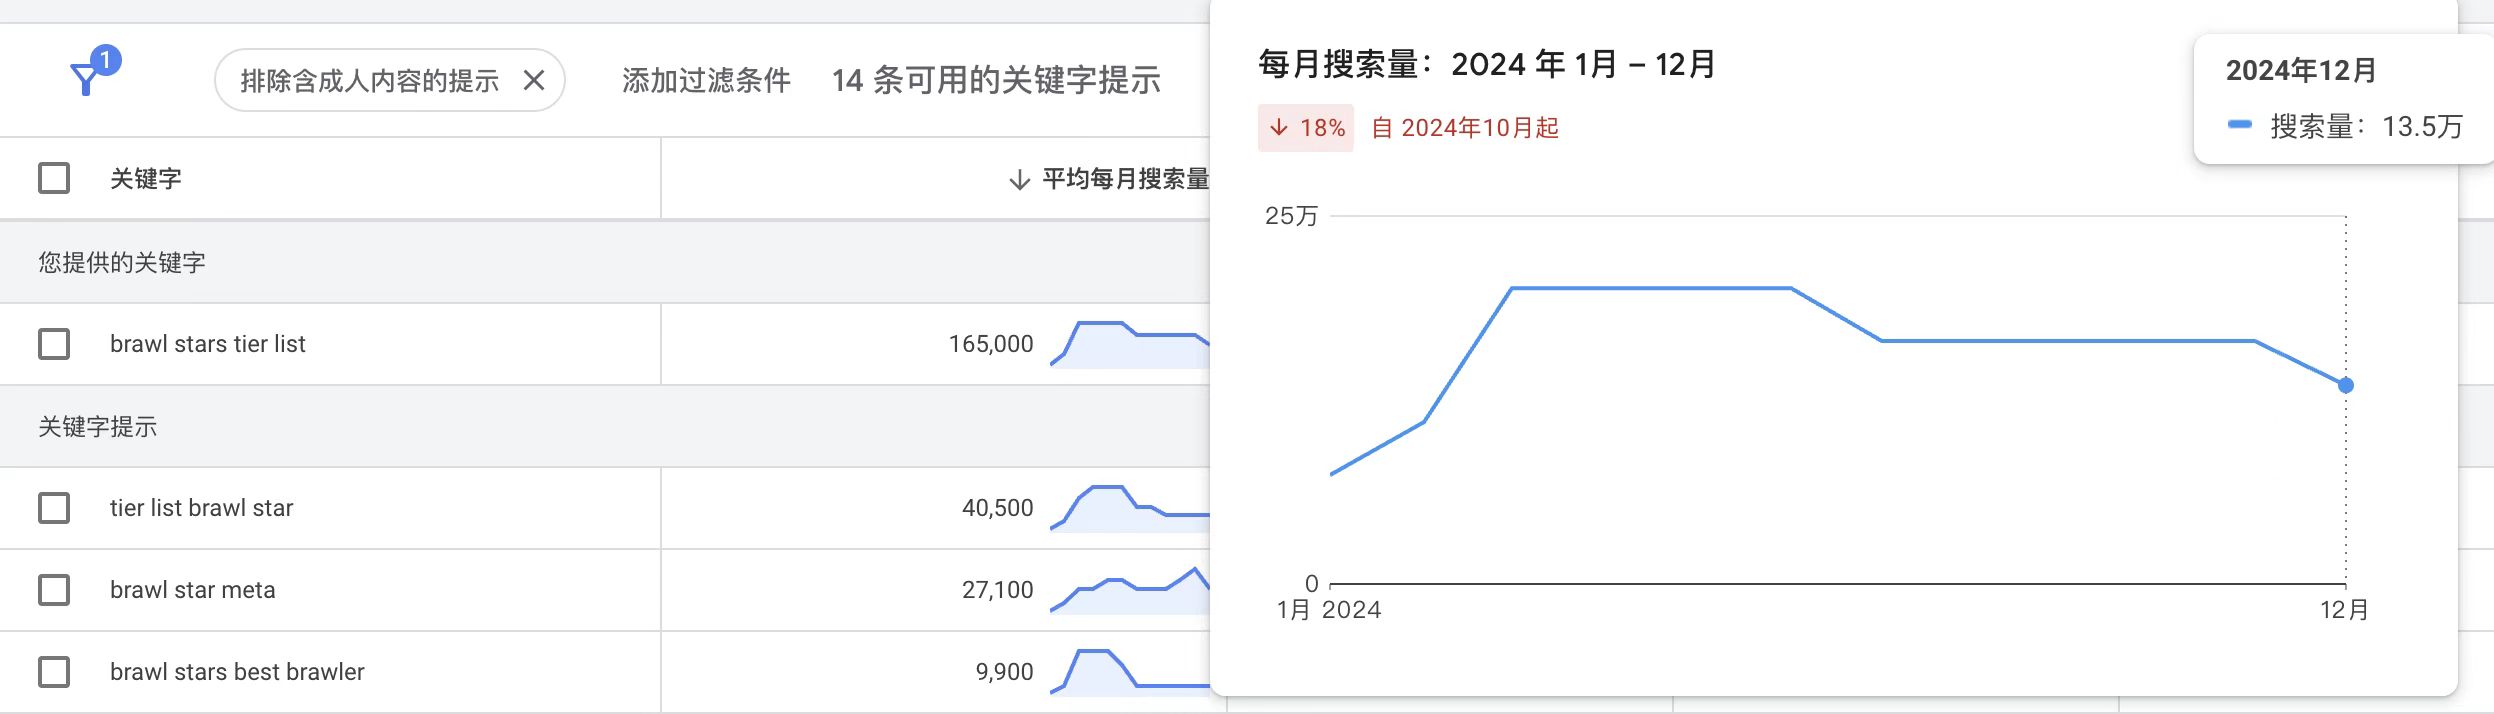 1
排除含成人内容的提示
添加过滤条件
14 条可用的关键字提示
关键字
平均每月搜索量
您提供的关键字
brawl stars tier list
165,000
关键字提示
tier list brawl star
40,500
brawl star meta
27,100
brawl stars best brawler
9,900
每月搜索量：2024 年 1月 – 12月
18% 自 2024年10月起
2024年12月
搜索量： 13.5万
25万
0
1月 2024
12月